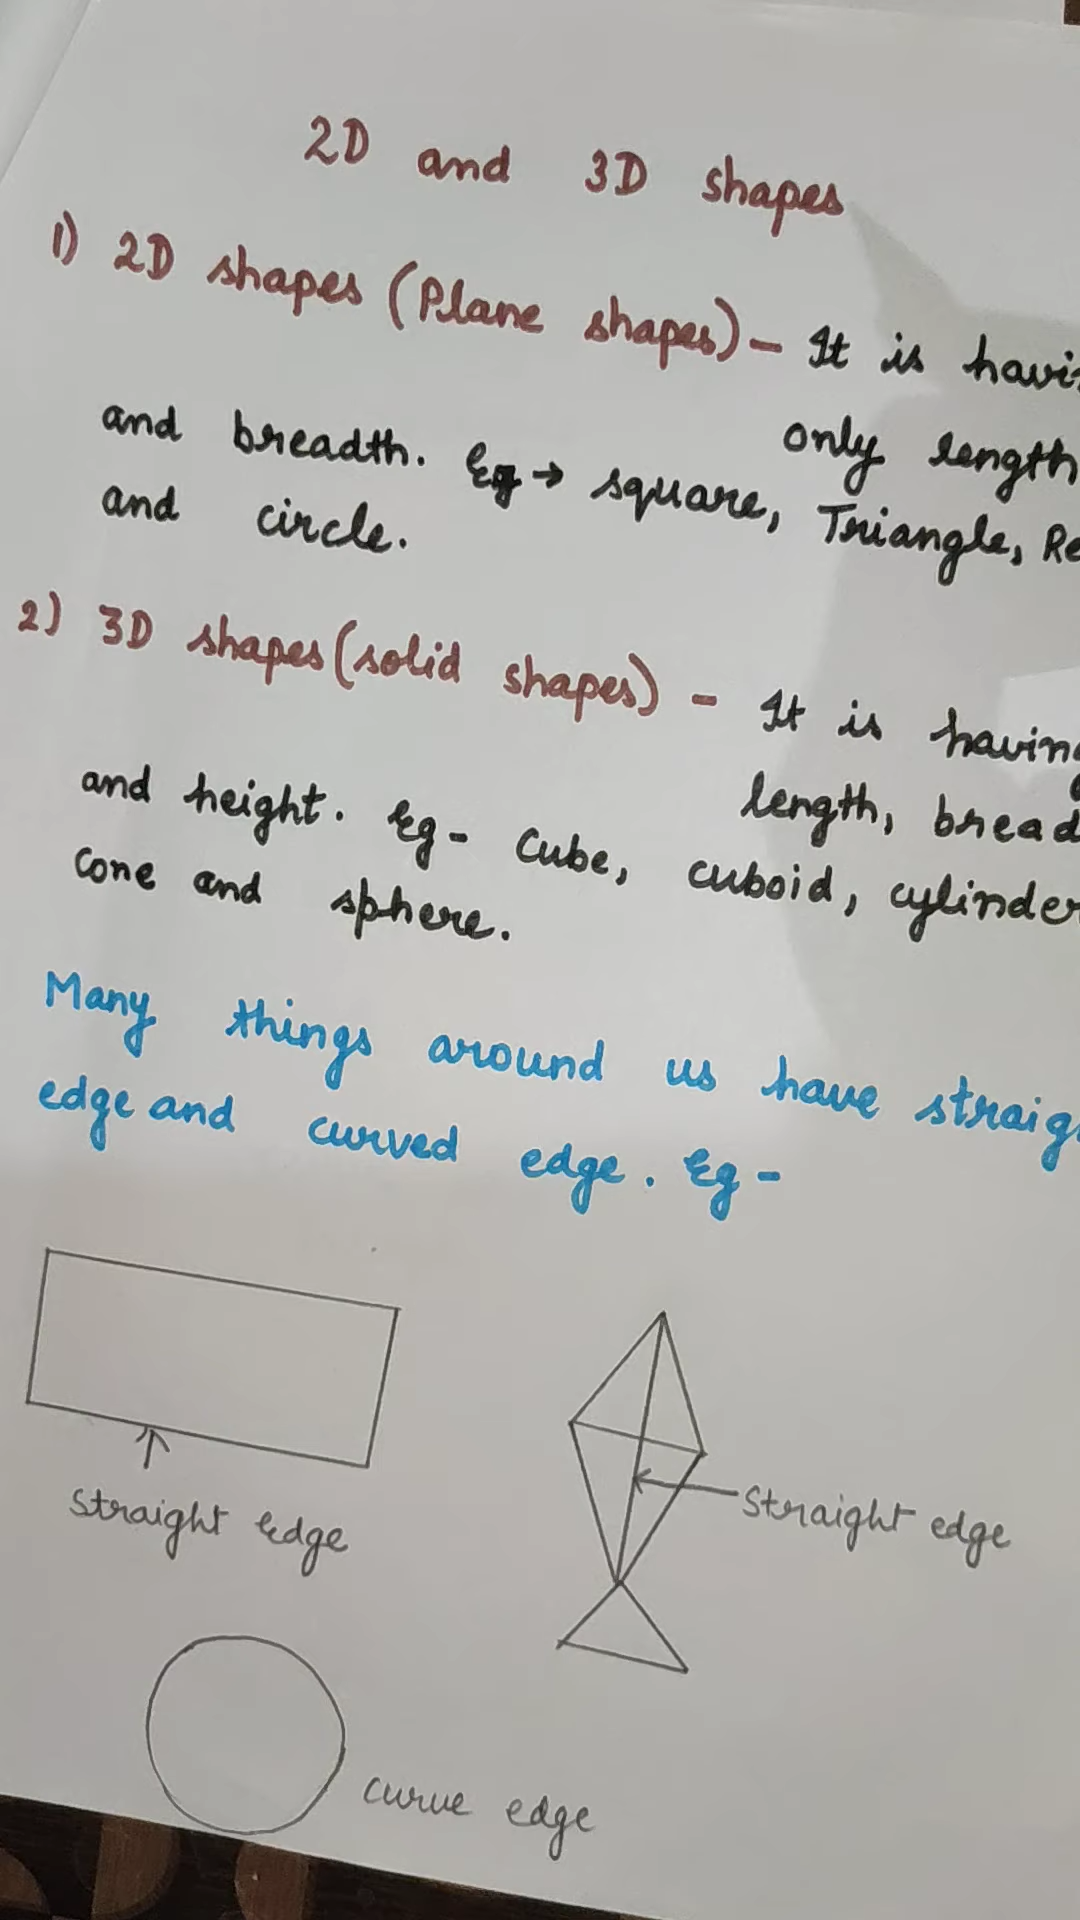 2D and 3D shapes
1) 2D shapes (Plane shapes) - It is havi
only length
and breadth. Eg → square, Triangle, Re
and circle.
2) 3D shapes (solid shapes) - It is having
length, bread
and height. Eg - Cube, cuboid, cylinder
cone and sphere.
Many things around us have straig
edge and curved edge. Eg -
straight Edge
straight edge
curve edge